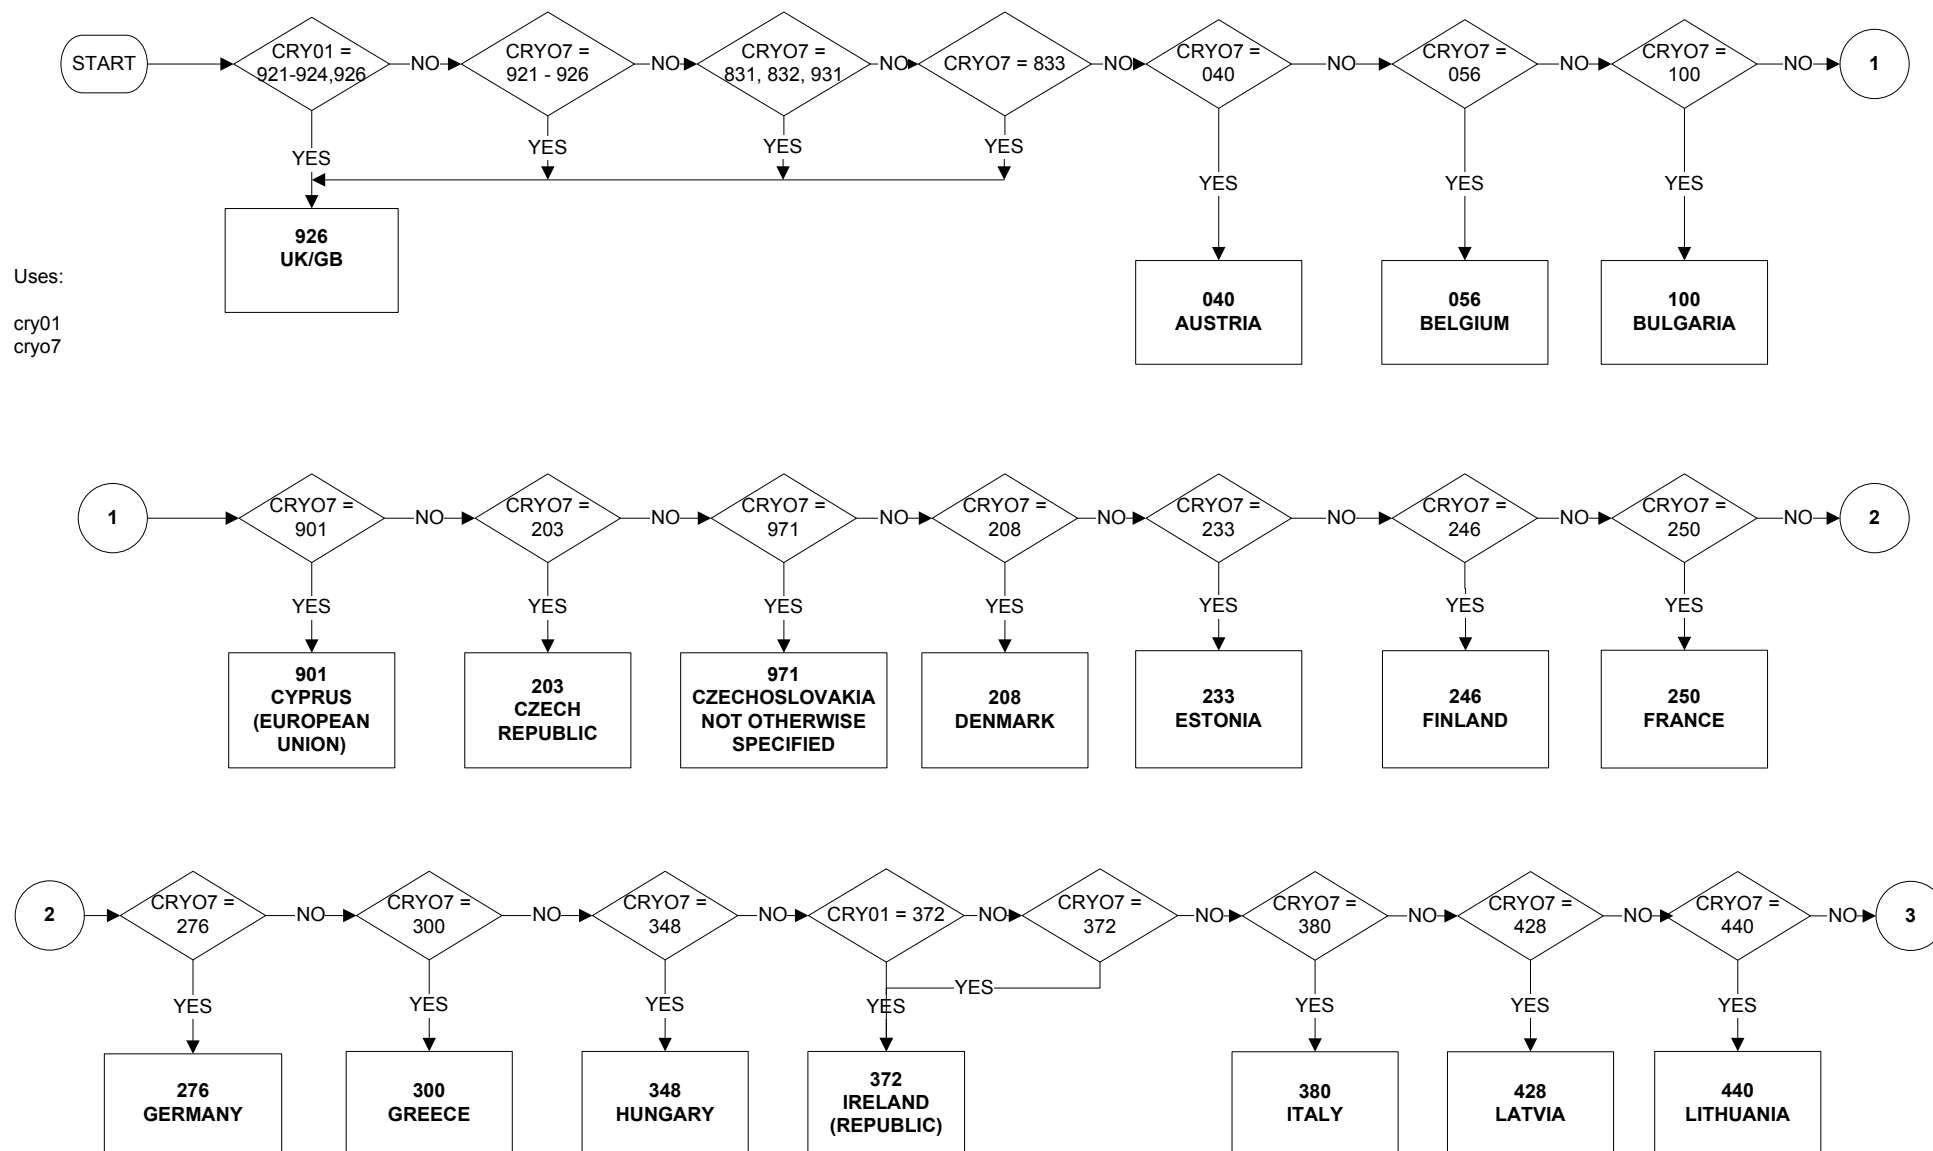 START
CRY01 =
921-924,926
NO
CRYO7 =
921 - 926
NO
CRYO7 =
831, 832, 931
NO
CRYO7 = 833
NO
CRYO7 =
040
NO
CRYO7 =
056
NO
CRYO7 =
100
NO
1
YES
YES
YES
YES
YES
YES
YES
926
UK/GB
Uses:
cry01
cryo7
040
AUSTRIA
056
BELGIUM
100
BULGARIA
1
CRYO7 =
901
NO
CRYO7 =
203
NO
CRYO7 =
971
NO
CRYO7 =
208
NO
CRYO7 =
233
NO
CRYO7 =
246
NO
CRYO7 =
250
NO
2
YES
YES
YES
YES
YES
YES
YES
901
CYPRUS
(EUROPEAN
UNION)
203
CZECH
REPUBLIC
971
CZECHOSLOVAKIA
NOT OTHERWISE
SPECIFIED
208
DENMARK
233
ESTONIA
246
FINLAND
250
FRANCE
2
CRYO7 =
276
NO
CRYO7 =
300
NO
CRYO7 =
348
NO
CRY01 = 372
NO
CRYO7 =
372
NO
CRYO7 =
380
NO
CRYO7 =
428
NO
CRYO7 =
440
NO
3
YES
YES
YES
YES
YES
YES
YES
YES
276
GERMANY
300
GREECE
348
HUNGARY
372
IRELAND
(REPUBLIC)
380
ITALY
428
LATVIA
440
LITHUANIA